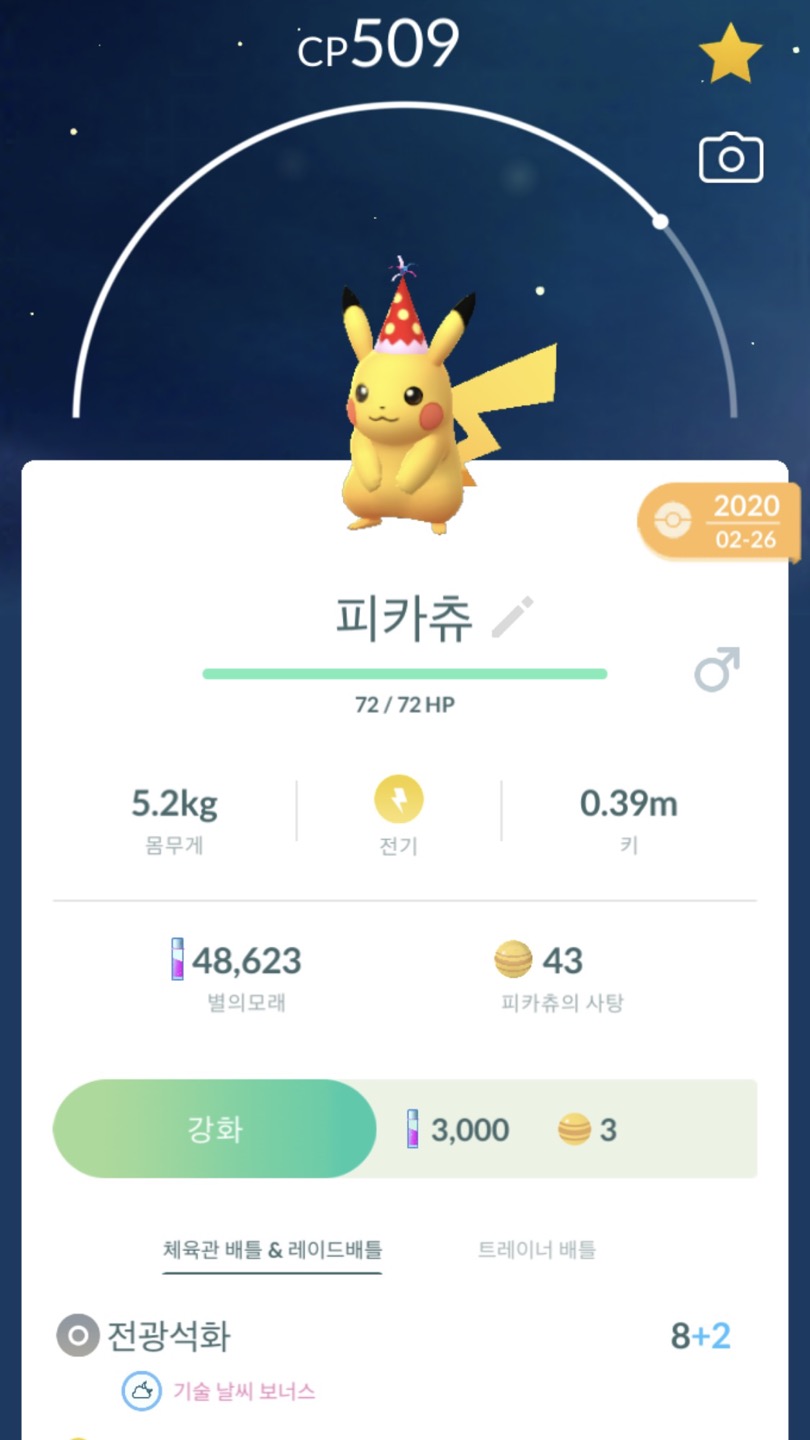 CP509
2020
02-26
피카츄
72 / 72 HP
5.2kg
0.39m
몸무게
전기
키
48,623
43
별의모래
피카츄의 사탕
강화
3,000
3
체육관 배틀 & 레이드배틀
트레이너 배틀
전광석화
8+2
기술 날씨 보너스